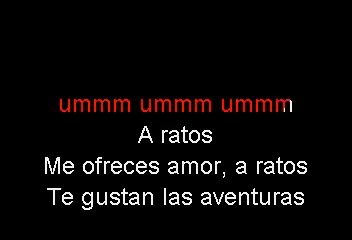 ummm ummm ummm
A ratos
Me ofreces amor, a ratos
Te gustan las aventuras